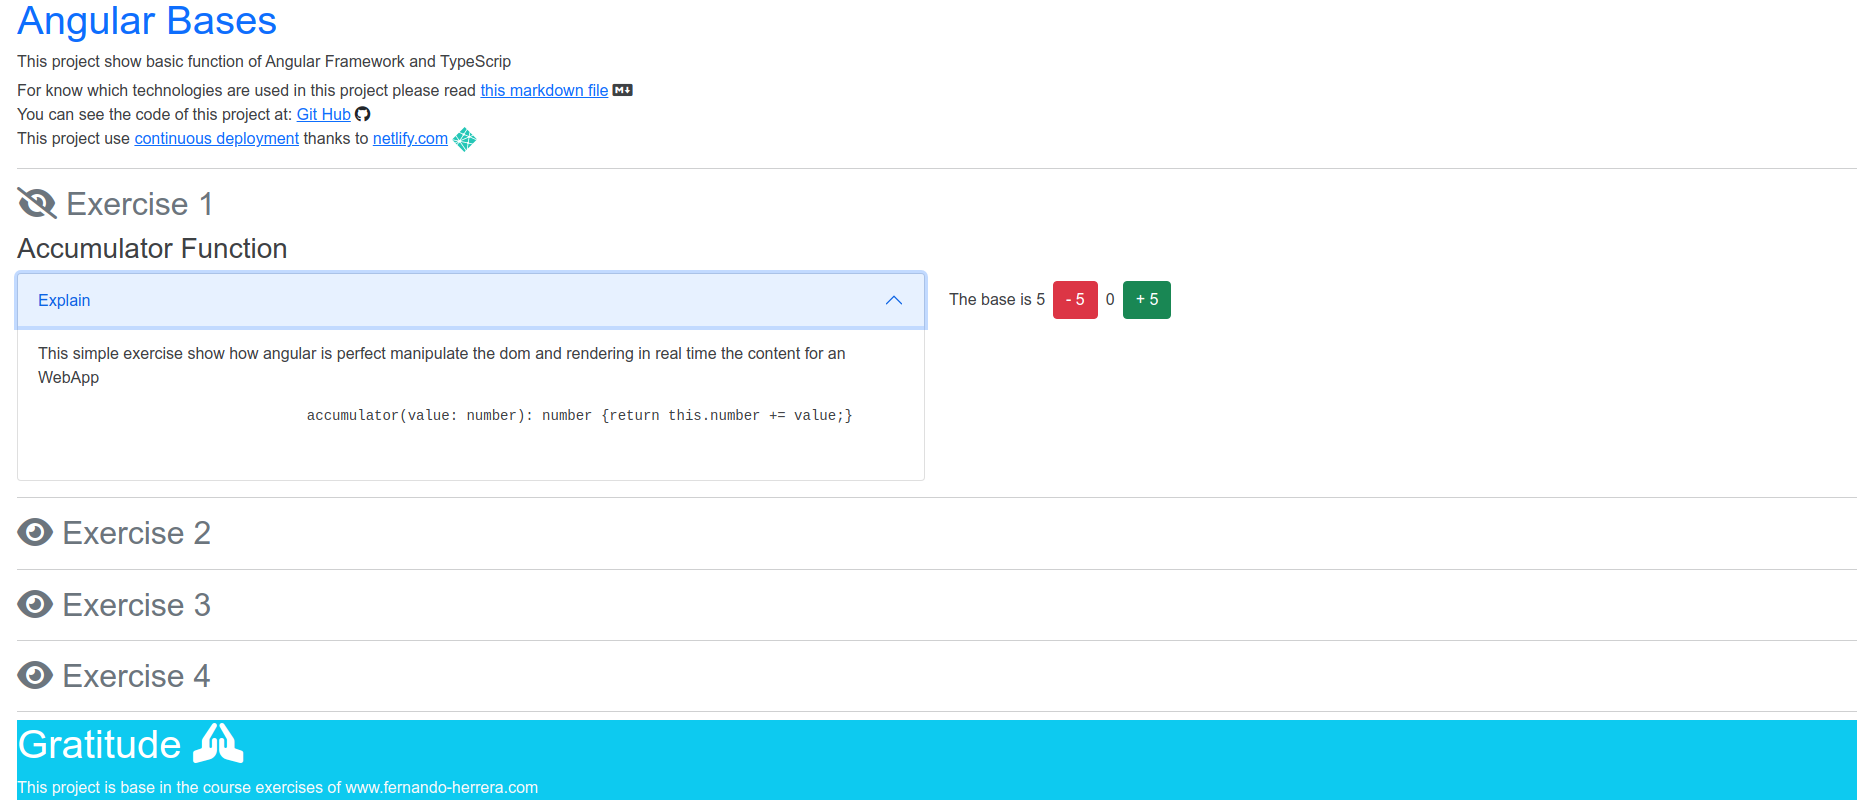 Angular Bases
This project show basic function of Angular Framework and TypeScrip
For know which technologies are used in this project please read this markdown file
You can see the code of this project at: Git Hub
This project use continuous deployment thanks to netlify.com
Exercise 1
Accumulator Function
Explain
The base is 5 - 5 0 + 5
This simple exercise show how angular is perfect manipulate the dom and rendering in real time the content for an
WebApp
accumulator(value: number): number {return this.number += value;}
Exercise 2
Exercise 3
Exercise 4
Gratitude
This project is base in the course exercises of www.fernando-herrera.com